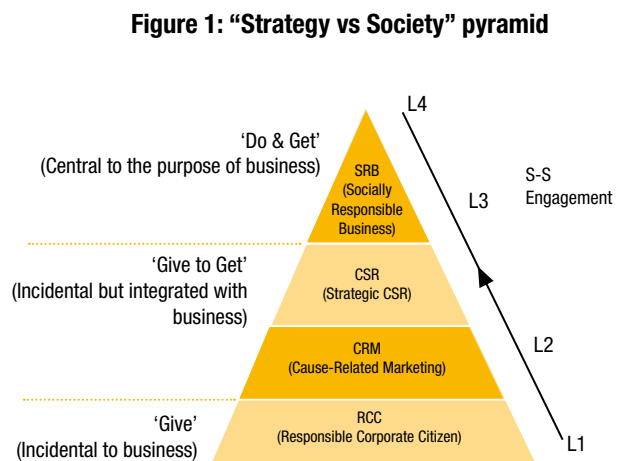 Figure 1: “Strategy vs Society” pyramid
L4
‘Do & Get’
(Central to the purpose of business)
SRB
(Socially
Responsible
Business)
S-S
Engagement
L3
‘Give to Get’
(Incidental but integrated with
business)
CSR
(Strategic CSR)
L2
CRM
(Cause-Related Marketing)
‘Give’
(Incidental to business)
RCC
(Responsible Corporate Citizen)
L1